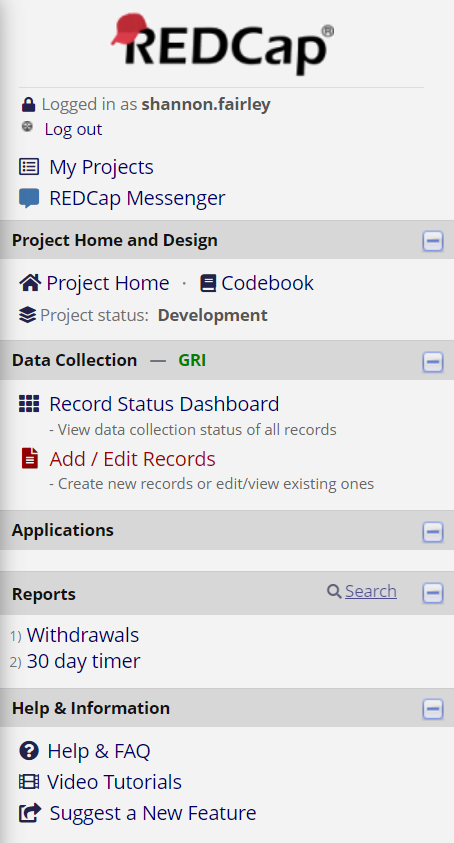 REDCap®
Logged in as shannon.fairley
Log out
My Projects
REDCap Messenger
Project Home and Design
Project Home · Codebook
Project status: Development
Data Collection — GRI
Record Status Dashboard
- View data collection status of all records
Add / Edit Records
- Create new records or edit/view existing ones
Applications
Reports Search
1) Withdrawals
2) 30 day timer
Help & Information
Help & FAQ
Video Tutorials
Suggest a New Feature